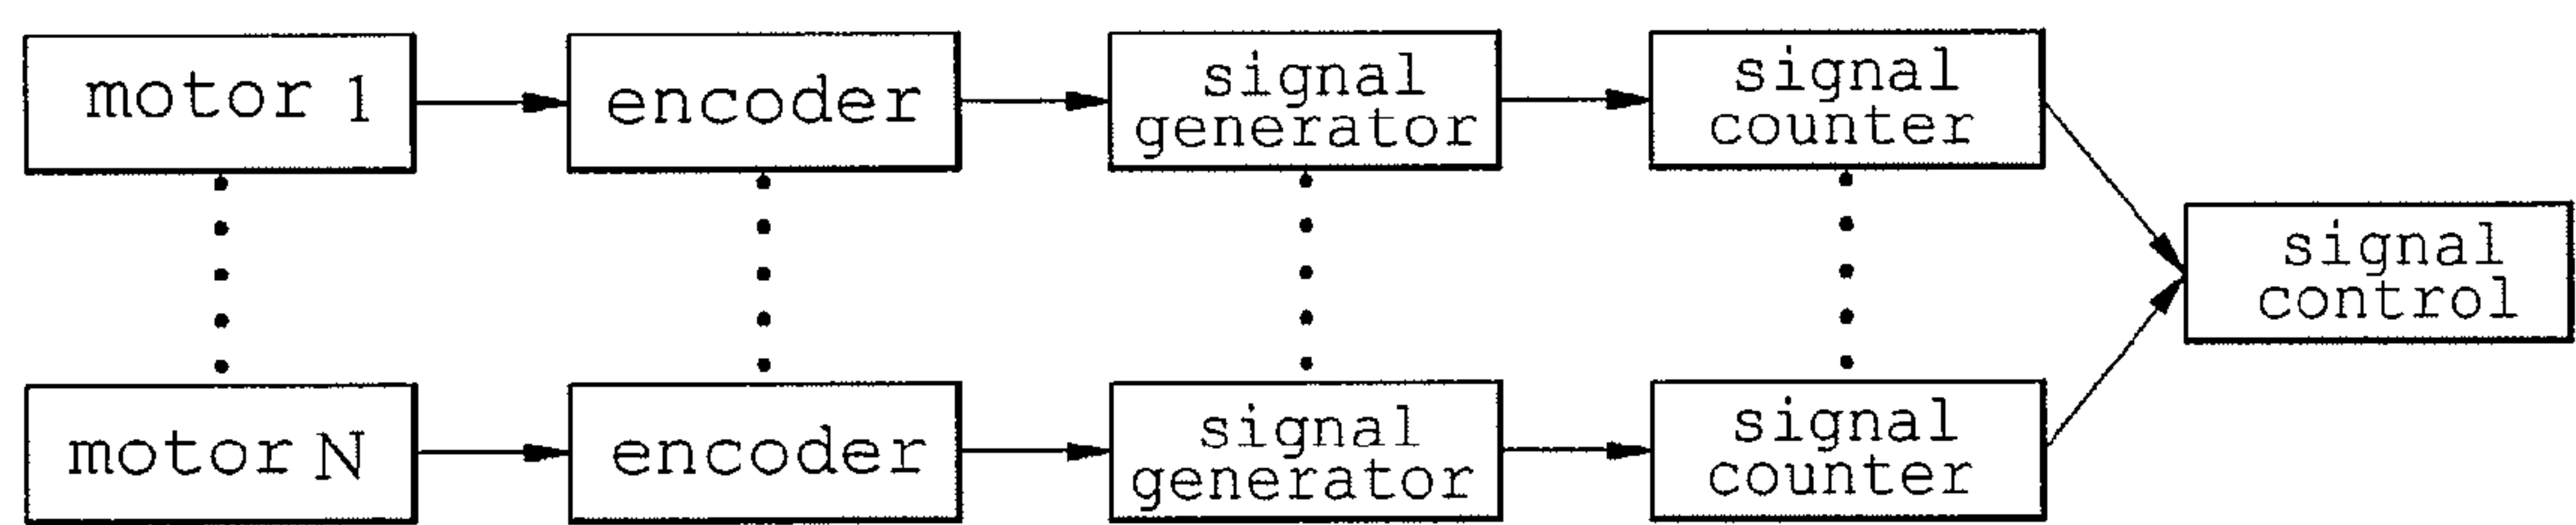 motor 1
encoder
signal
generator
signal
counter
signal
control
motor N
encoder
signal
generator
signal
counter